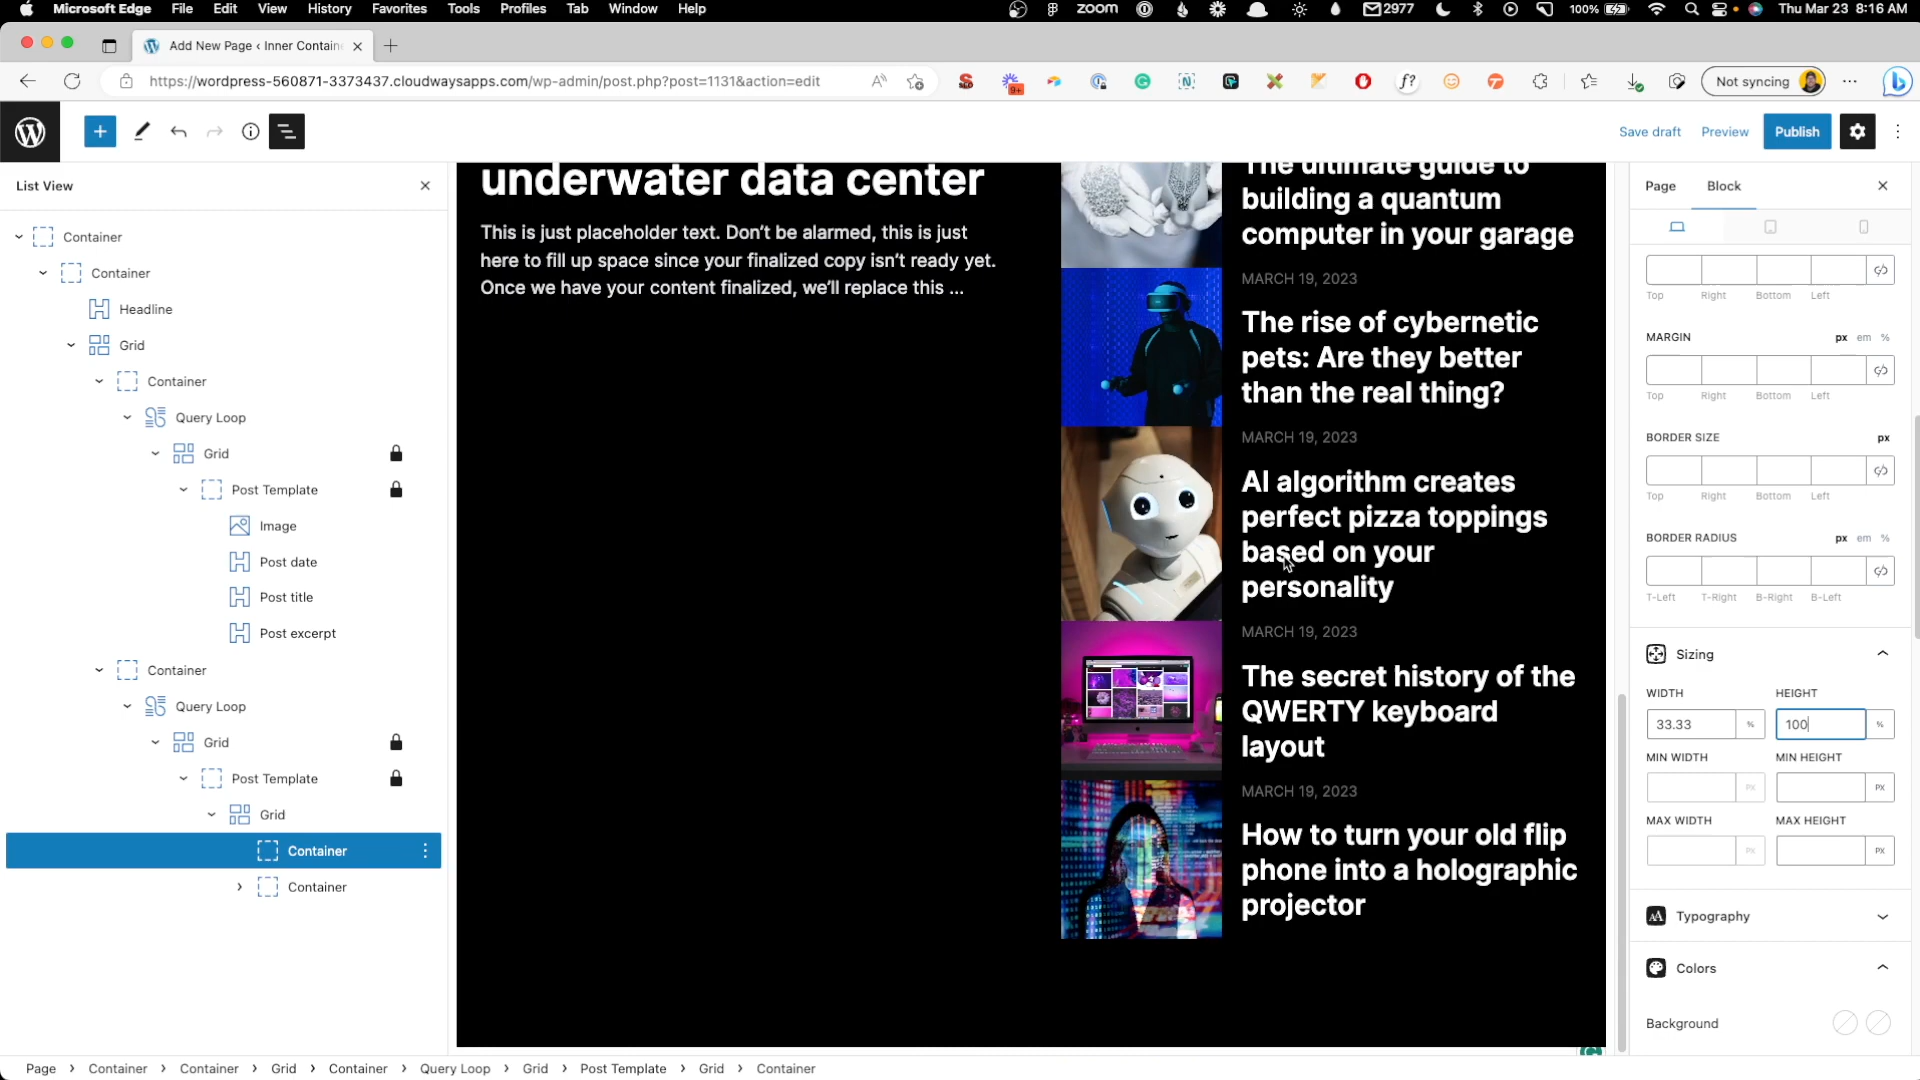 Microsoft Edge File Edit View History Favorites Tools Profiles Tab Window Help zoom 2977 100% Thu Mar 23 8:16 AM
Add New Page ‹ Inner Contain
https://wordpress-560871-3373437.cloudwaysapps.com/wp-admin/post.php?post=1131&action=edit
9+
f?
Not syncing
Save draft Preview Publish
List View
Container
Container
Headline
Grid
Container
Query Loop
Grid
Post Template
Image
Post date
Post title
Post excerpt
Container
Query Loop
Grid
Post Template
Grid
Container
Container
underwater data center
This is just placeholder text. Don’t be alarmed, this is just
here to fill up space since your finalized copy isn’t ready yet.
Once we have your content finalized, we’ll replace this ...
The ultimate guide to
building a quantum
computer in your garage
MARCH 19, 2023
The rise of cybernetic
pets: Are they better
than the real thing?
MARCH 19, 2023
AI algorithm creates
perfect pizza toppings
based on your
personality
MARCH 19, 2023
The secret history of the
QWERTY keyboard
layout
MARCH 19, 2023
How to turn your old flip
phone into a holographic
projector
Page Block
Top Right Bottom Left
MARGIN px em %
Top Right Bottom Left
BORDER SIZE px
Top Right Bottom Left
BORDER RADIUS px em %
T-Left T-Right B-Right B-Left
Sizing
WIDTH HEIGHT
33.33 % 100 %
MIN WIDTH MIN HEIGHT
PX PX
MAX WIDTH MAX HEIGHT
PX PX
Typography
Colors
Background
Page > Container > Container > Grid > Container > Query Loop > Grid > Post Template > Grid > Container